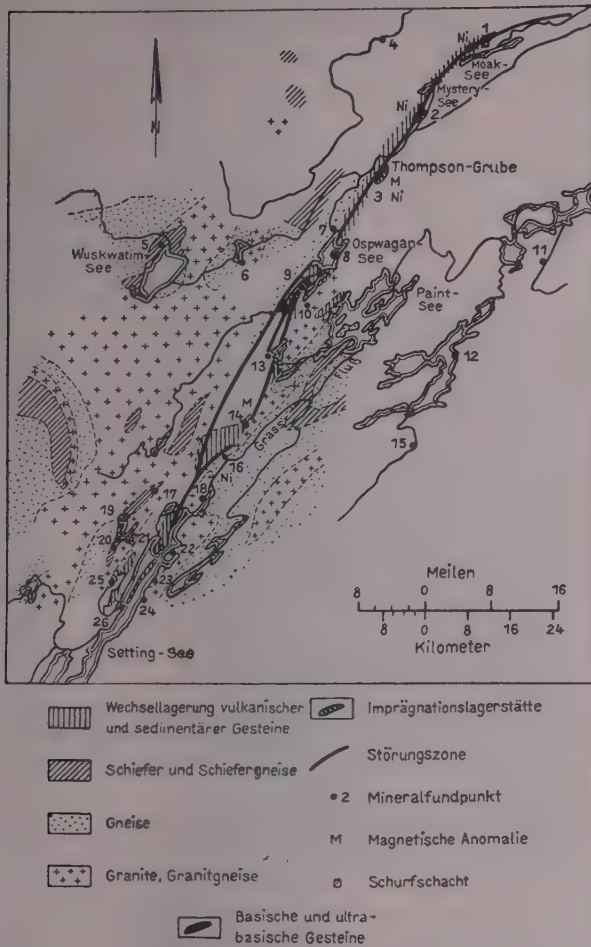 4
1
Ni
Moak-
See
Mystery-
See
Ni
2
N
Thompson-Grube
3
M
Ni
7
Ospwagan
See
8
5
Wuskwatim
See
6
9
10
Paint-
See
11
12
13
Fluß
M
14
Grass
15
16
Ni
17
18
19
20
21
22
23
24
25
26
Setting-See
Meilen
8 0 8 16
8 0 8 16 24
Kilometer
Wechsellagerung vulkanischer
und sedimentärer Gesteine
Schiefer und Schiefergneise
Gneise
Granite, Granitgneise
Basische und ultra-
basische Gesteine
Imprägnationslagerstätte
Störungszone
2 Mineralfundpunkt
M Magnetische Anomalie
Schurfschacht